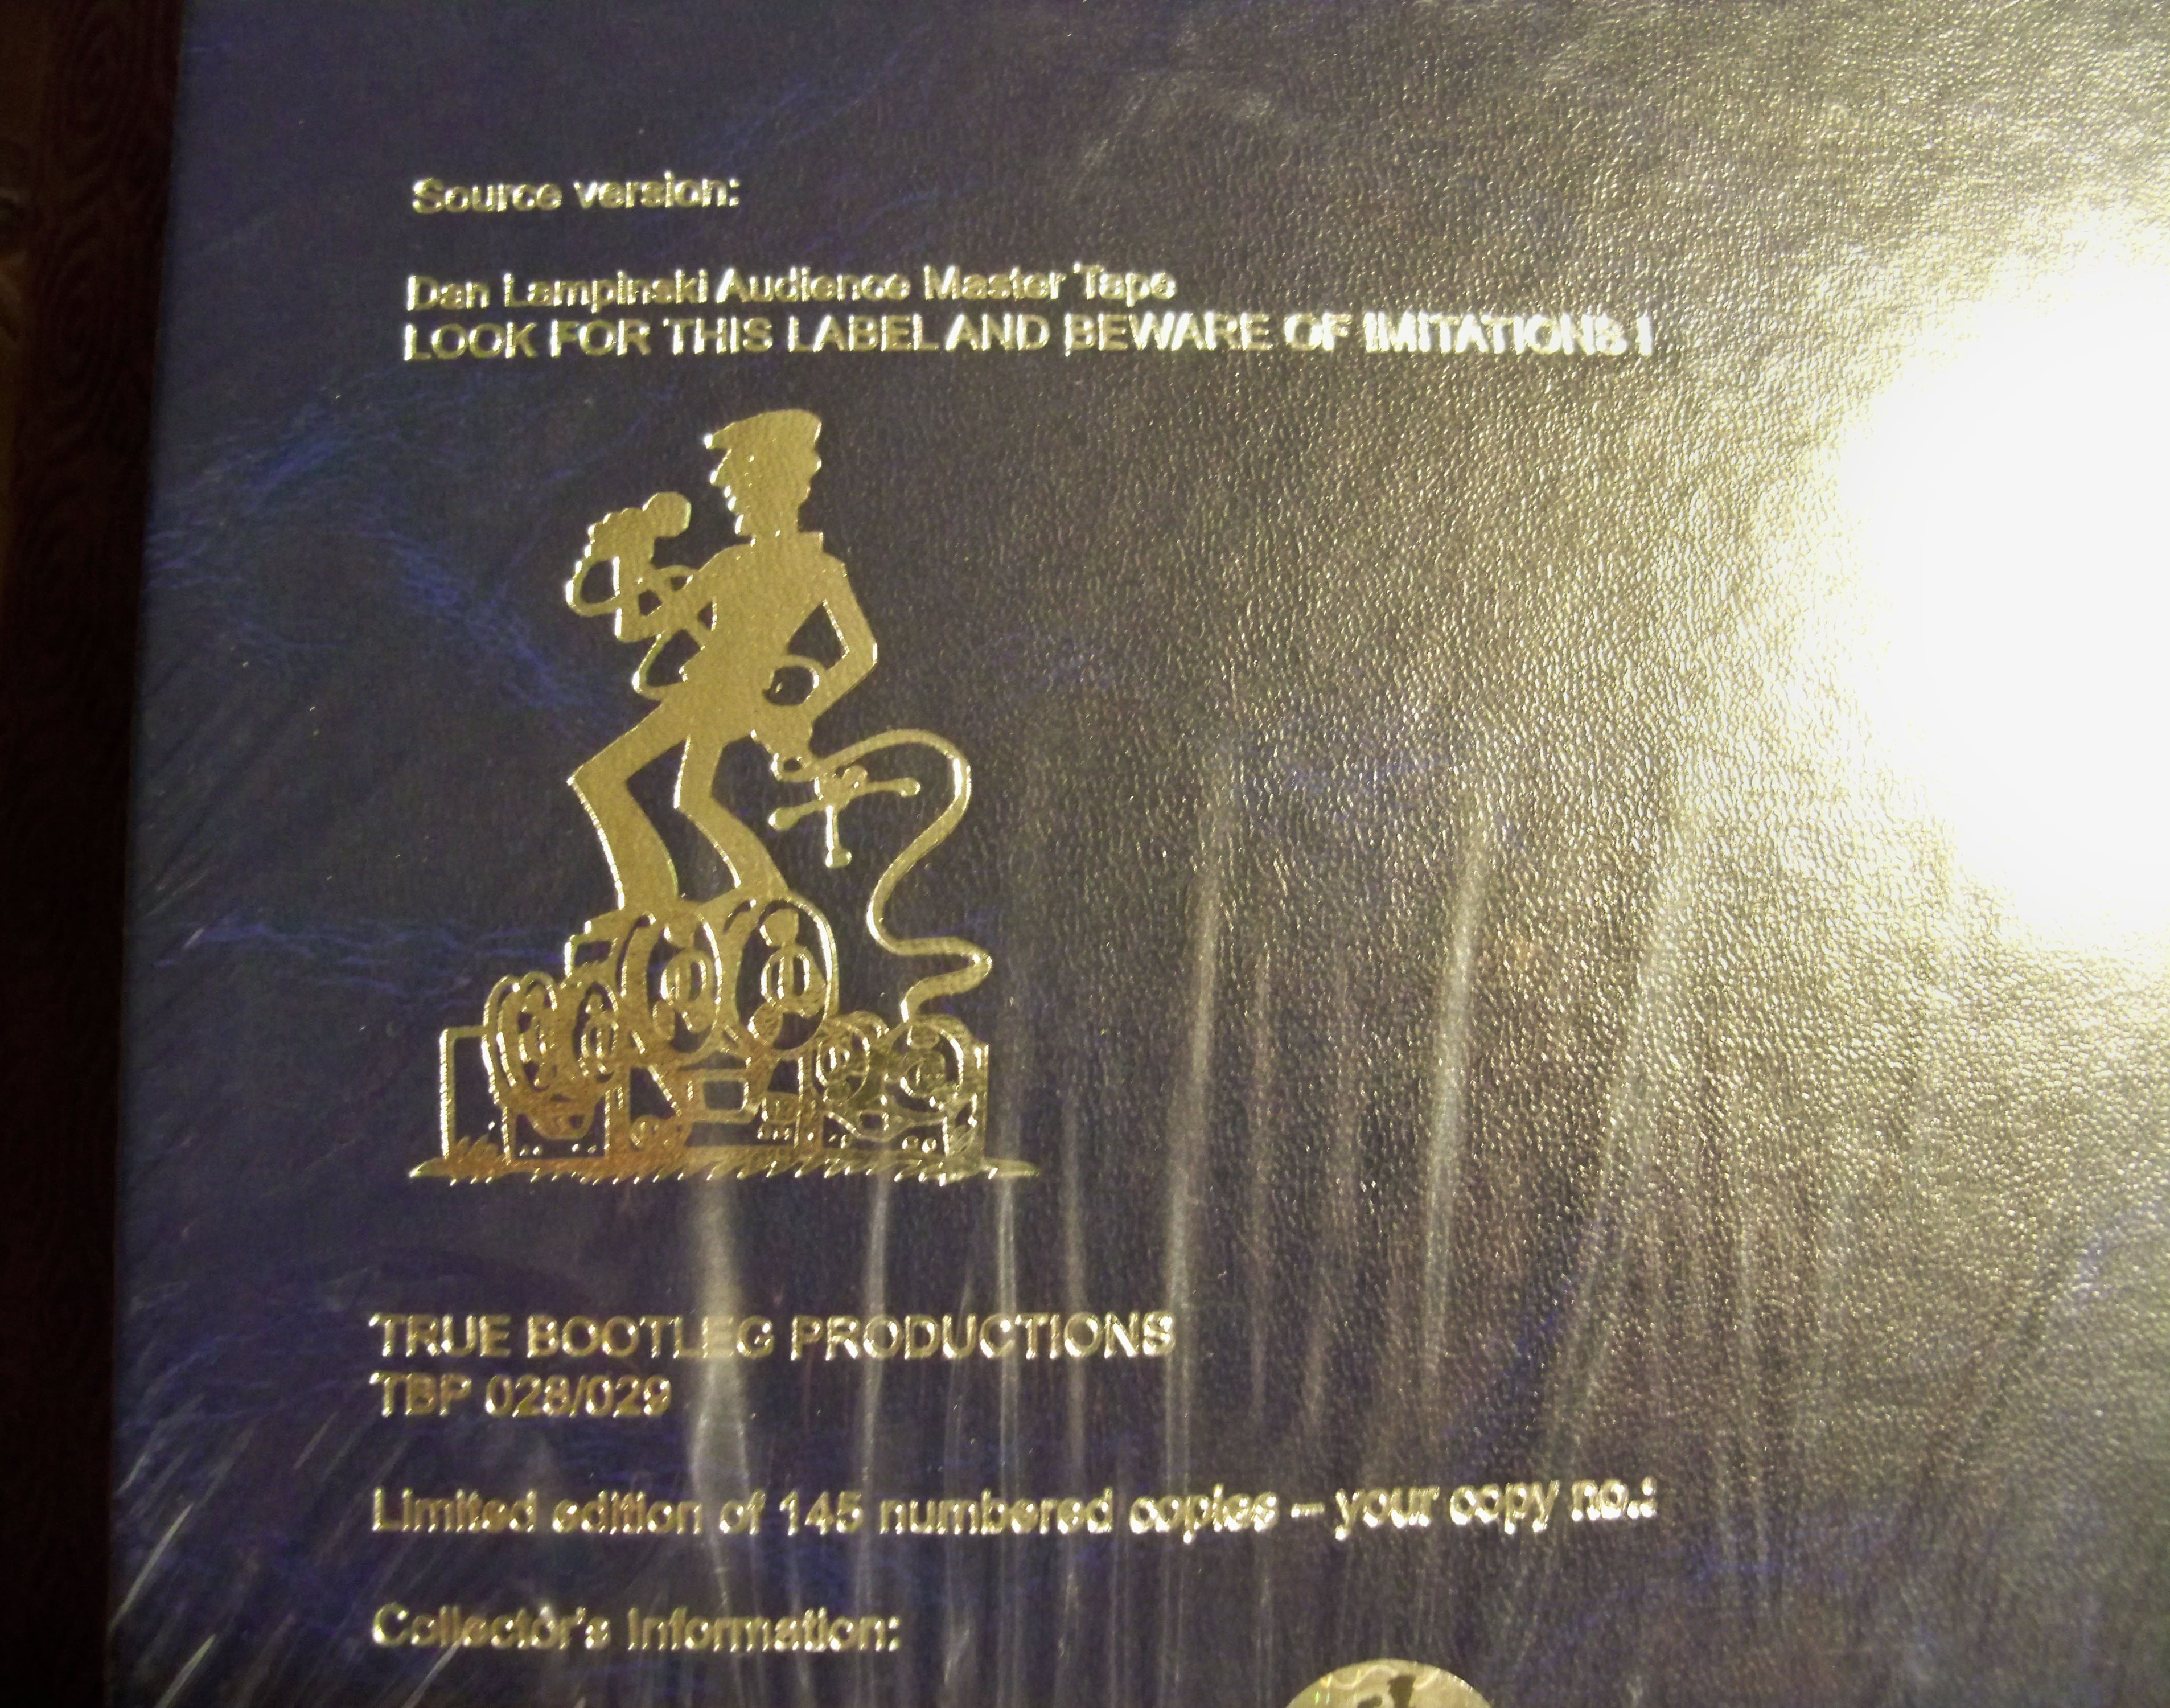 Source version:
Dan Lampinski Audience Master Tape
LOOK FOR THIS LABEL AND BEWARE OF IMITATIONS !
TRUE BOOTLEG PRODUCTIONS
TBP 028/029
Limited edition of 145 numbered copies – your copy no.:
Collector's Information: